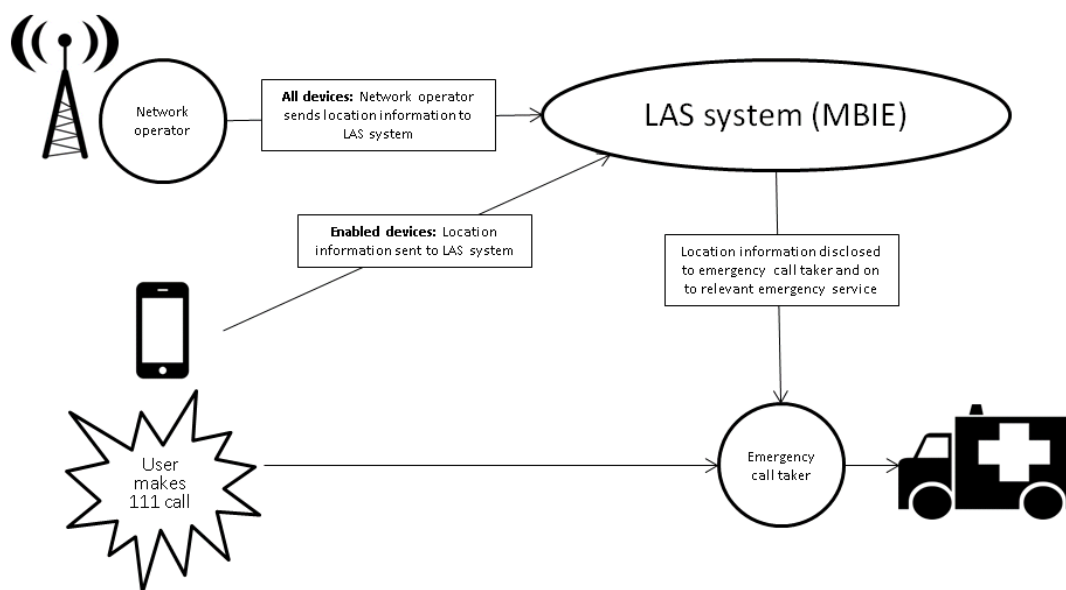 Network
operator
All devices: Network operator
sends location information to
LAS system
LAS system (MBIE)
Enabled devices: Location
information sent to LAS system
Location information disclosed
to emergency call taker and on
to relevant emergency service
User
makes
111 call
Emergency
call taker